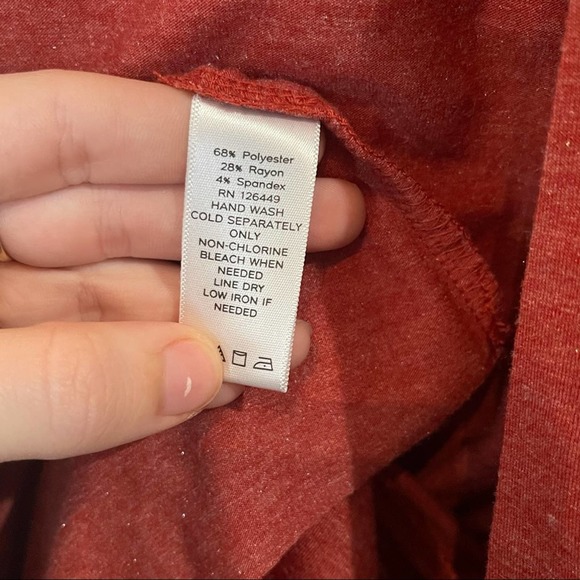 68% Polyester
28% Rayon
4% Spandex
RN 126449
HAND WASH
COLD SEPARATELY
ONLY
NON-CHLORINE
BLEACH WHEN
NEEDED
LINE DRY
LOW IRON IF
NEEDED